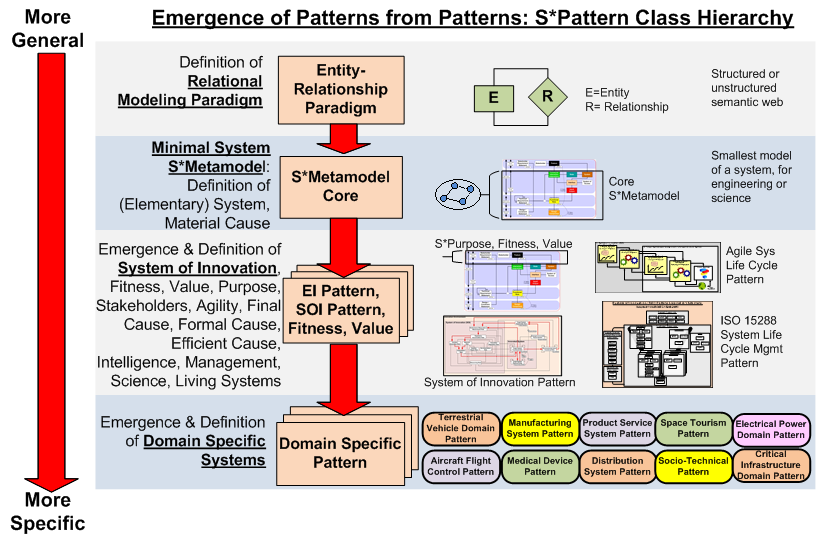 More
General
Emergence of Patterns from Patterns: S*Pattern Class Hierarchy
Definition of
Relational
Modeling Paradigm
Entity-
Relationship
Paradigm
E
R
E=Entity
R= Relationship
Structured or
unstructured
semantic web
Minimal System
S*Metamodel:
Definition of
(Elementary) System,
Material Cause
S*Metamodel
Core
Core
S*Metamodel
Smallest model
of a system, for
engineering or
science
Emergence & Definition of
System of Innovation,
Fitness, Value, Purpose,
Stakeholders, Agility, Final
Cause, Formal Cause,
Efficient Cause,
Intelligence, Management,
Science, Living Systems
EI Pattern,
SOI Pattern,
Fitness, Value
S*Purpose, Fitness, Value
System of Innovation Pattern
Agile Sys
Life Cycle
Pattern
ISO 15288
System Life
Cycle Mgmt
Pattern
Emergence & Definition
of Domain Specific
Systems
Domain Specific
Pattern
Terrestrial
Vehicle Domain
Pattern
Manufacturing
System Pattern
Product Service
System Pattern
Space Tourism
Pattern
Electrical Power
Domain Pattern
Aircraft Flight
Control Pattern
Medical Device
Pattern
Distribution
System Pattern
Socio-Technical
Pattern
Critical
Infrastructure
Domain Pattern
More
Specific